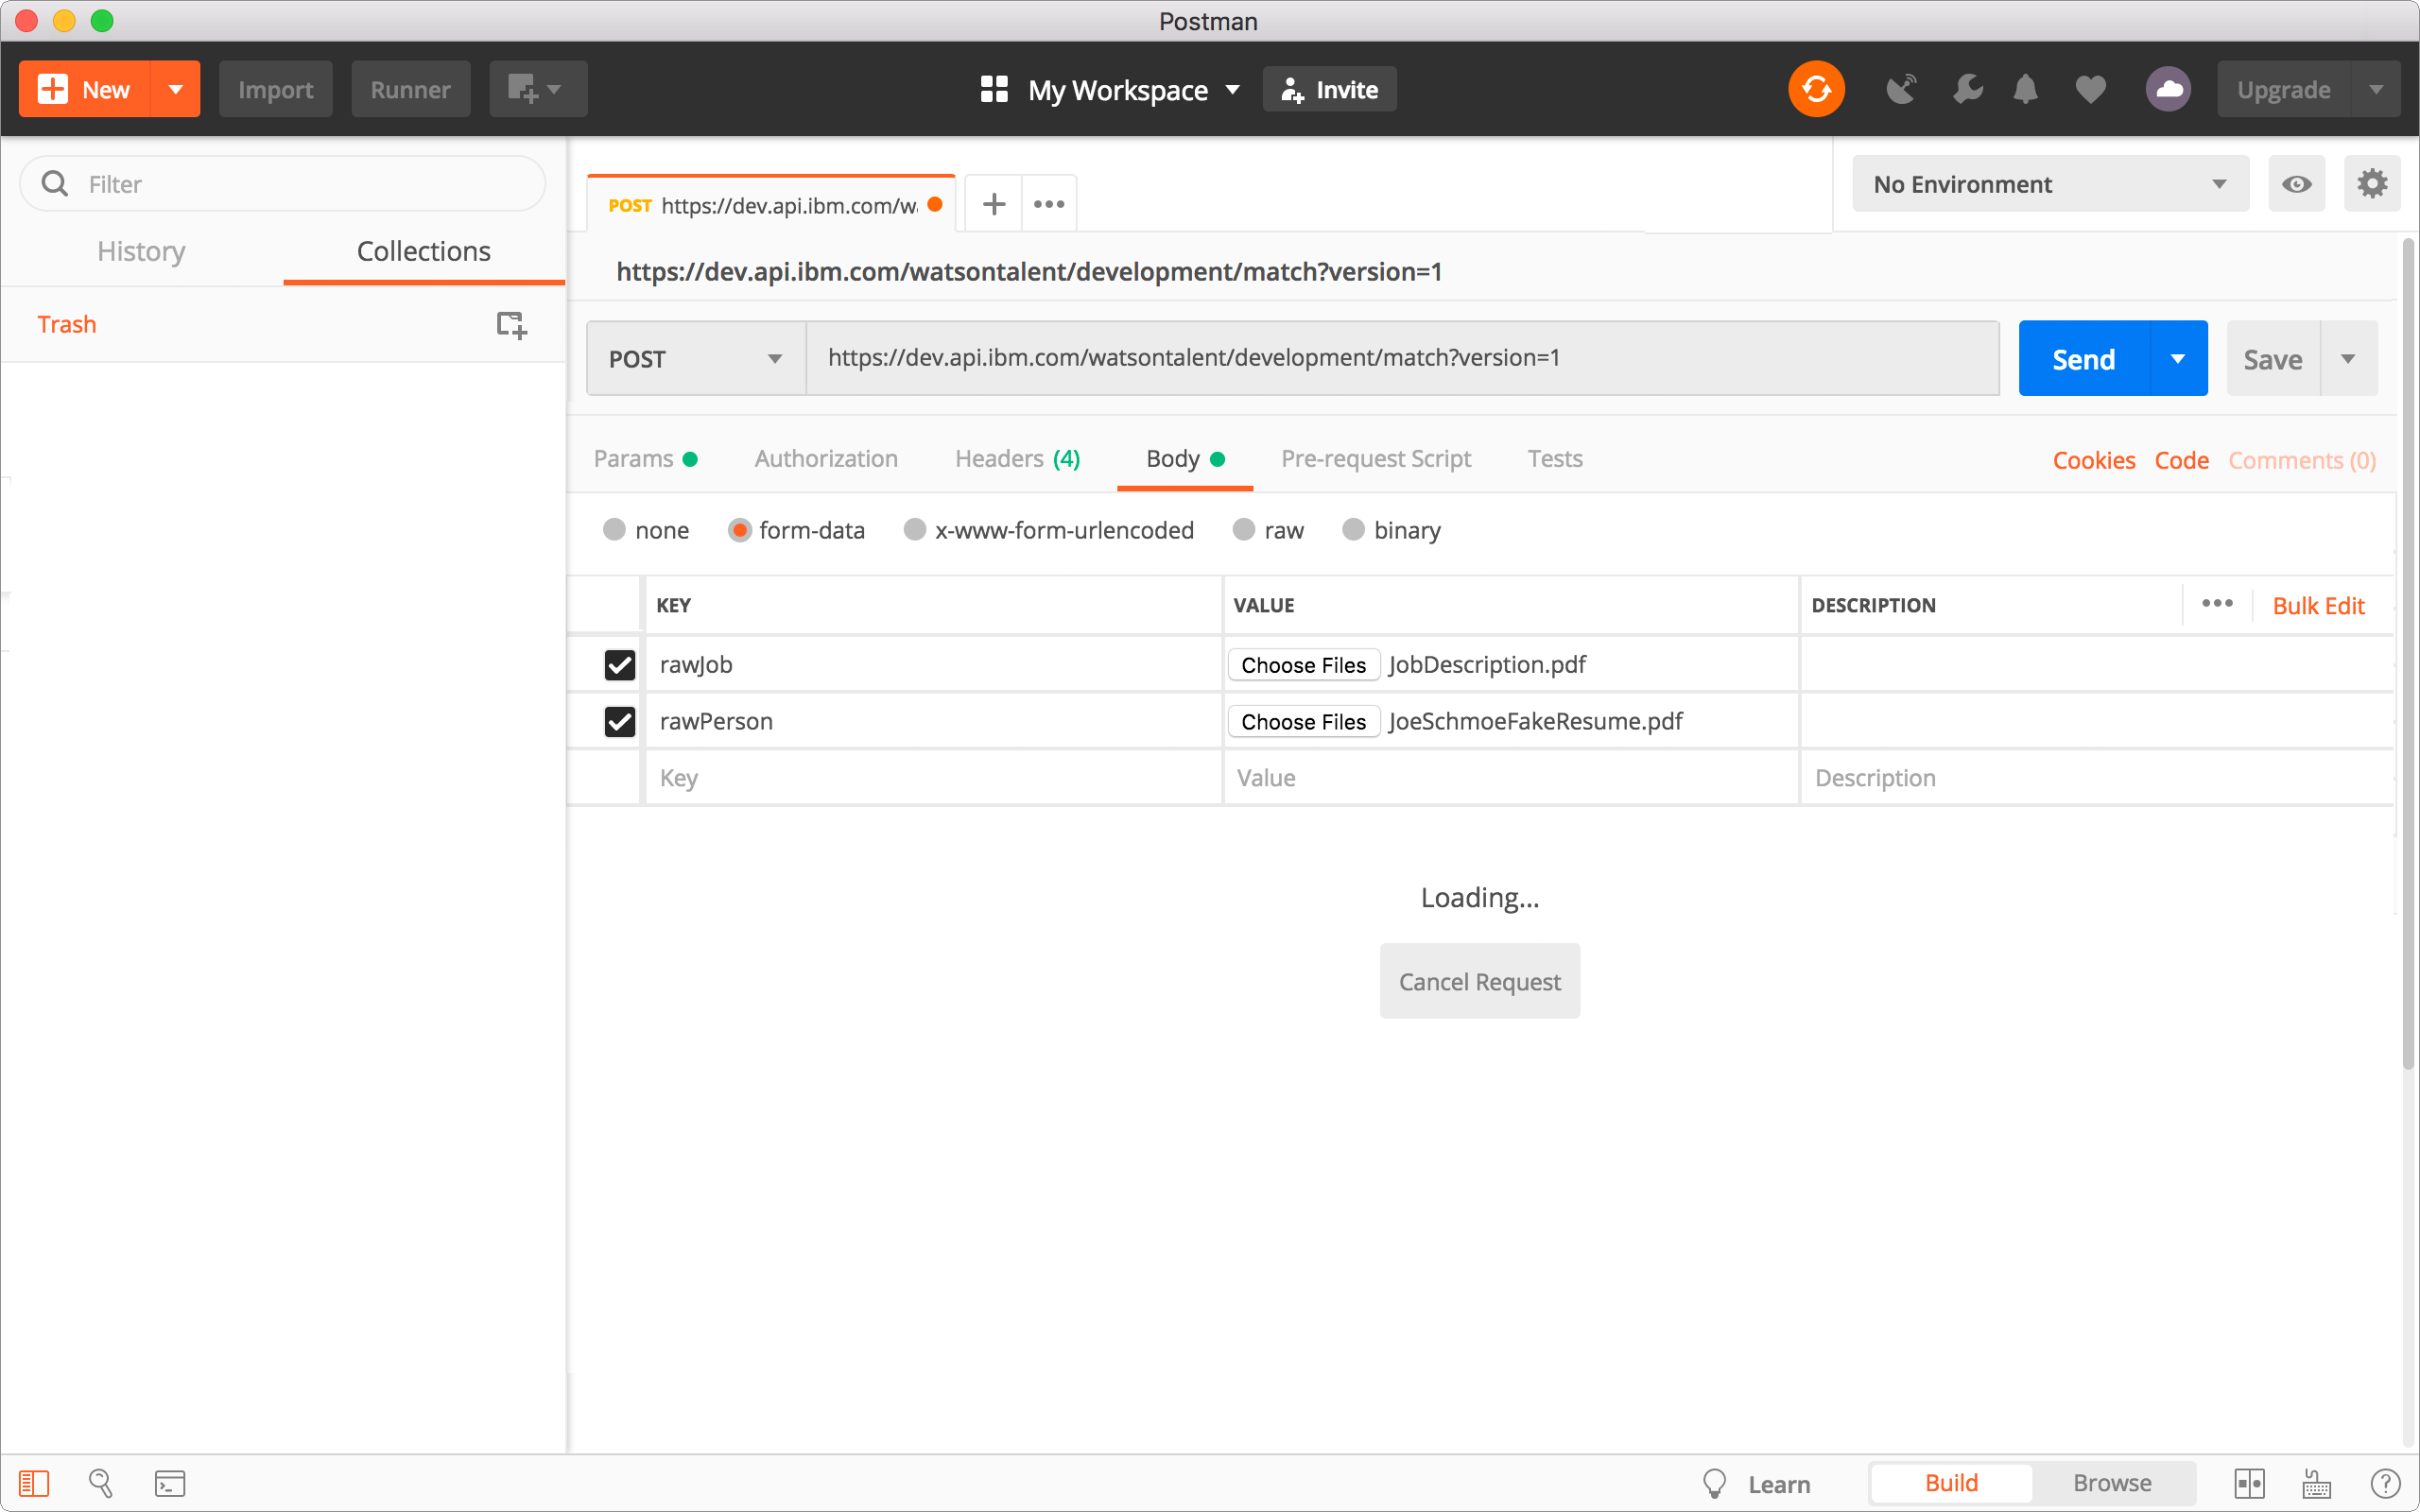 Postman
New Import Runner My Workspace Invite Upgrade
Filter
History Collections
Trash
POST https://dev.api.ibm.com/w No Environment
https://dev.api.ibm.com/watsontalent/development/match?version=1
POST https://dev.api.ibm.com/watsontalent/development/match?version=1 Send Save
Params Authorization Headers (4) Body Pre-request Script Tests Cookies Code Comments (0)
none form-data x-www-form-urlencoded raw binary
KEY VALUE DESCRIPTION Bulk Edit
rawJob Choose Files JobDescription.pdf
rawPerson Choose Files JoeSchmoeFakeResume.pdf
Key Value Description
Loading...
Cancel Request
Learn Build Browse